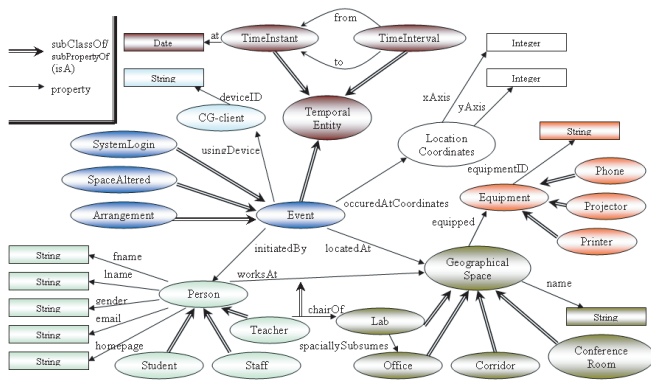 subClassOf/
subPropertyOf
(isA)
property
Date
at
TimeInstant
from
to
TimeInterval
String
deviceID
CG-client
usingDevice
Temporal
Entity
Integer
Integer
xAxis
yAxis
Location
Coordinates
String
equipmentID
Phone
Equipment
Projector
Printer
equipped
SystemLogin
SpaceAltered
Arrangement
Event
occuredAtCoordinates
initiatedBy
locatedAt
worksAt
Geographical
Space
name
String
String
fname
String
lname
String
gender
String
email
String
homepage
Person
Teacher
chairOf
Lab
spaciallySubsumes
Student
Staff
Office
Corridor
Conference
Room